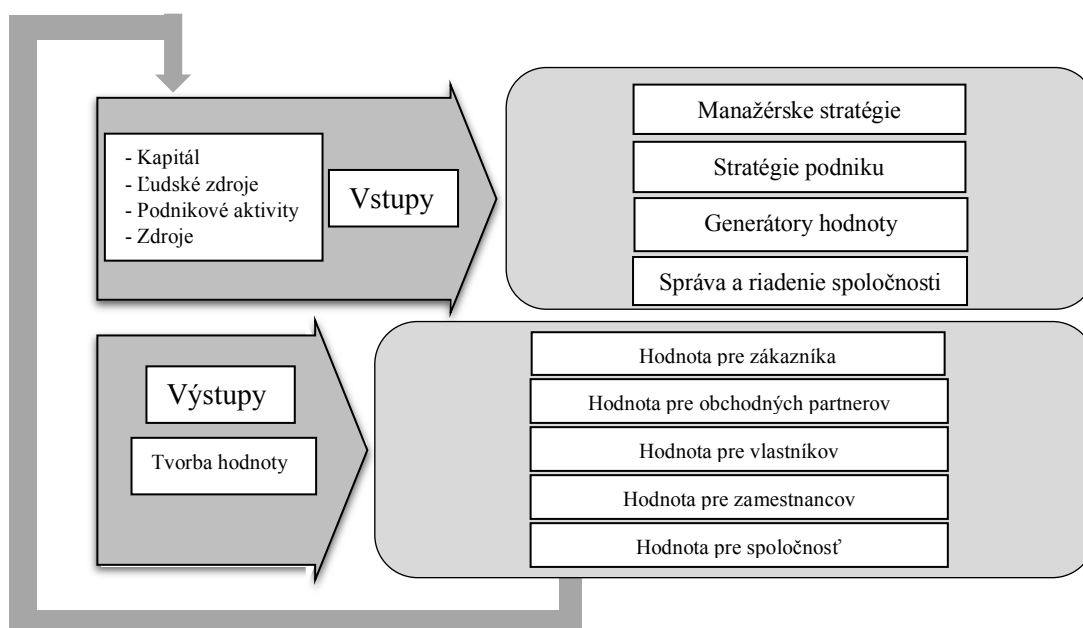 - Kapitál
- Ľudské zdroje
- Podnikové aktivity
- Zdroje
Vstupy
Manažérske stratégie
Stratégie podniku
Generátory hodnoty
Správa a riadenie spoločnosti
Výstupy
Tvorba hodnoty
Hodnota pre zákazníka
Hodnota pre obchodných partnerov
Hodnota pre vlastníkov
Hodnota pre zamestnancov
Hodnota pre spoločnosť